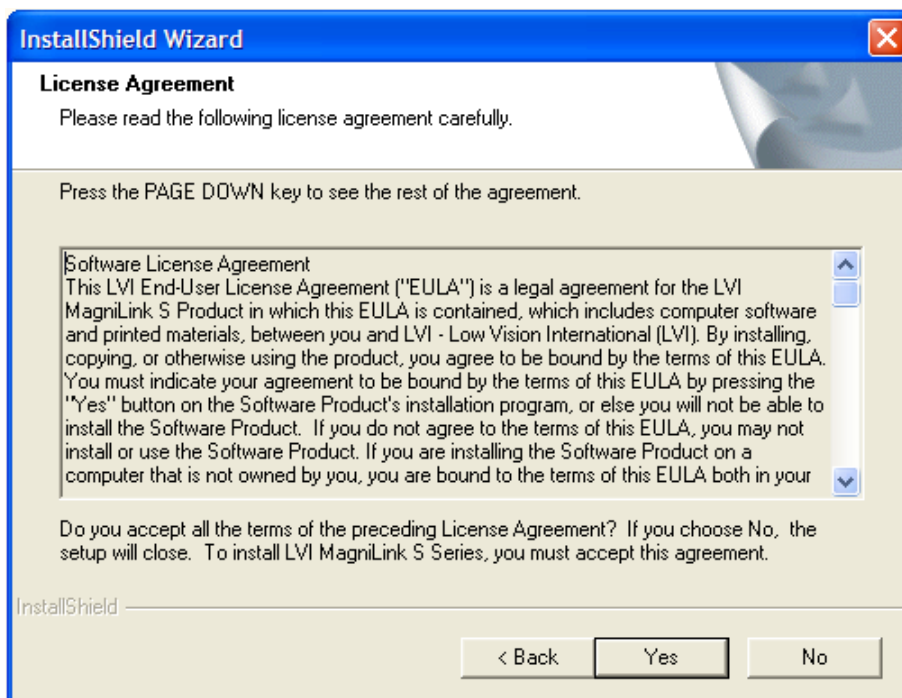 InstallShield Wizard
License Agreement
Please read the following license agreement carefully.
Press the PAGE DOWN key to see the rest of the agreement.
Software License Agreement
This LVI End-User License Agreement ("EULA") is a legal agreement for the LVI
MagniLink S Product in which this EULA is contained, which includes computer software
and printed materials, between you and LVI - Low Vision International (LVI). By installing,
copying, or otherwise using the product, you agree to be bound by the terms of this EULA.
You must indicate your agreement to be bound by the terms of this EULA by pressing the
"Yes" button on the Software Product's installation program, or else you will not be able to
install the Software Product.  If you do not agree to the terms of this EULA, you may not
install or use the Software Product. If you are installing the Software Product on a
computer that is not owned by you, you are bound to the terms of this EULA both in your
Do you accept all the terms of the preceding License Agreement?  If you choose No,  the
setup will close.  To install LVI MagniLink S Series, you must accept this agreement.
InstallShield
< Back Yes No